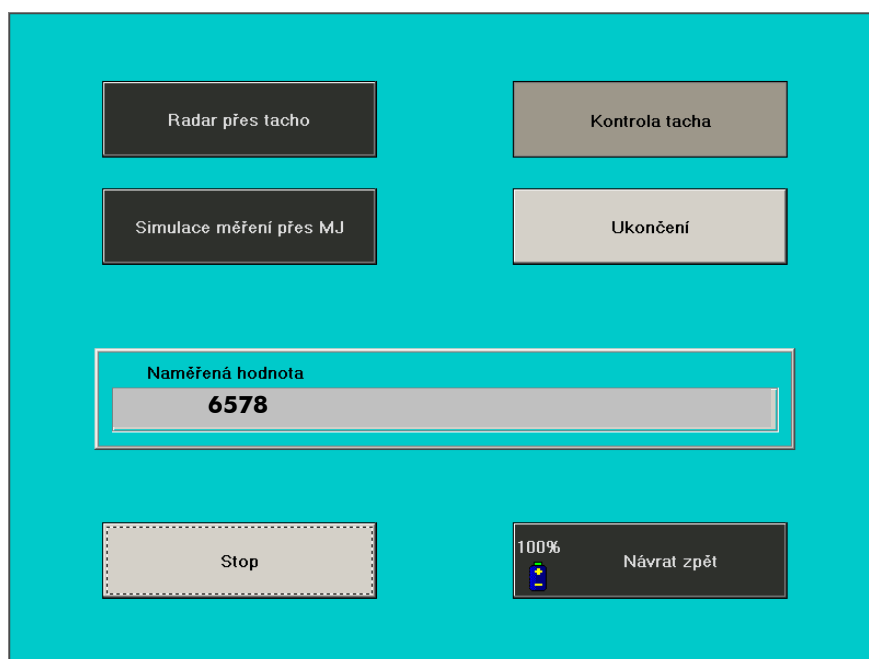 Radar přes tacho
Kontrola tacha
Simulace měření přes MJ
Ukončení
Naměřená hodnota
6578
Stop
100%
Návrat zpět